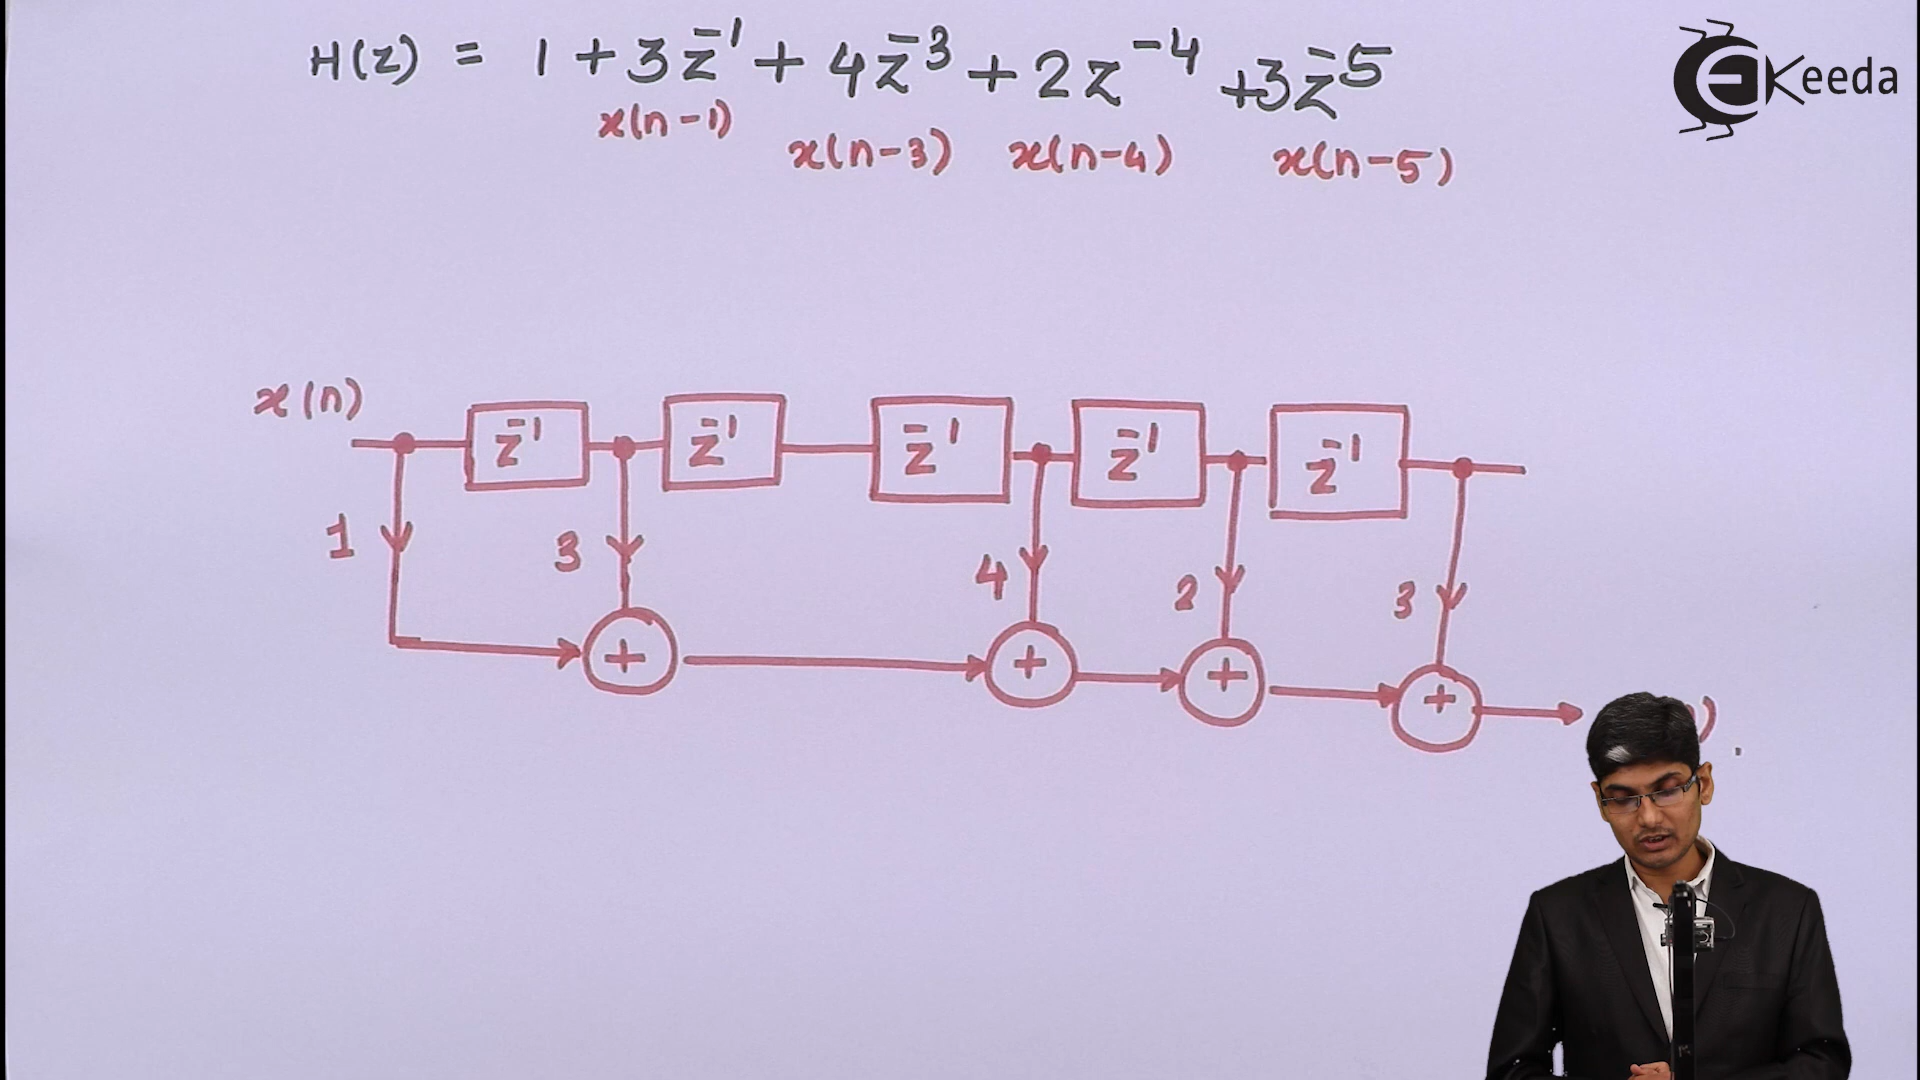 H(z) = 1 + 3z⁻¹ + 4z⁻³ + 2z⁻⁴ + 3z⁻⁵
x(n-1) x(n-3) x(n-4) x(n-5)
Keeda
x(n)
z⁻¹ z⁻¹ z⁻¹ z⁻¹ z⁻¹
1 3 4 2 3
+ + + + +